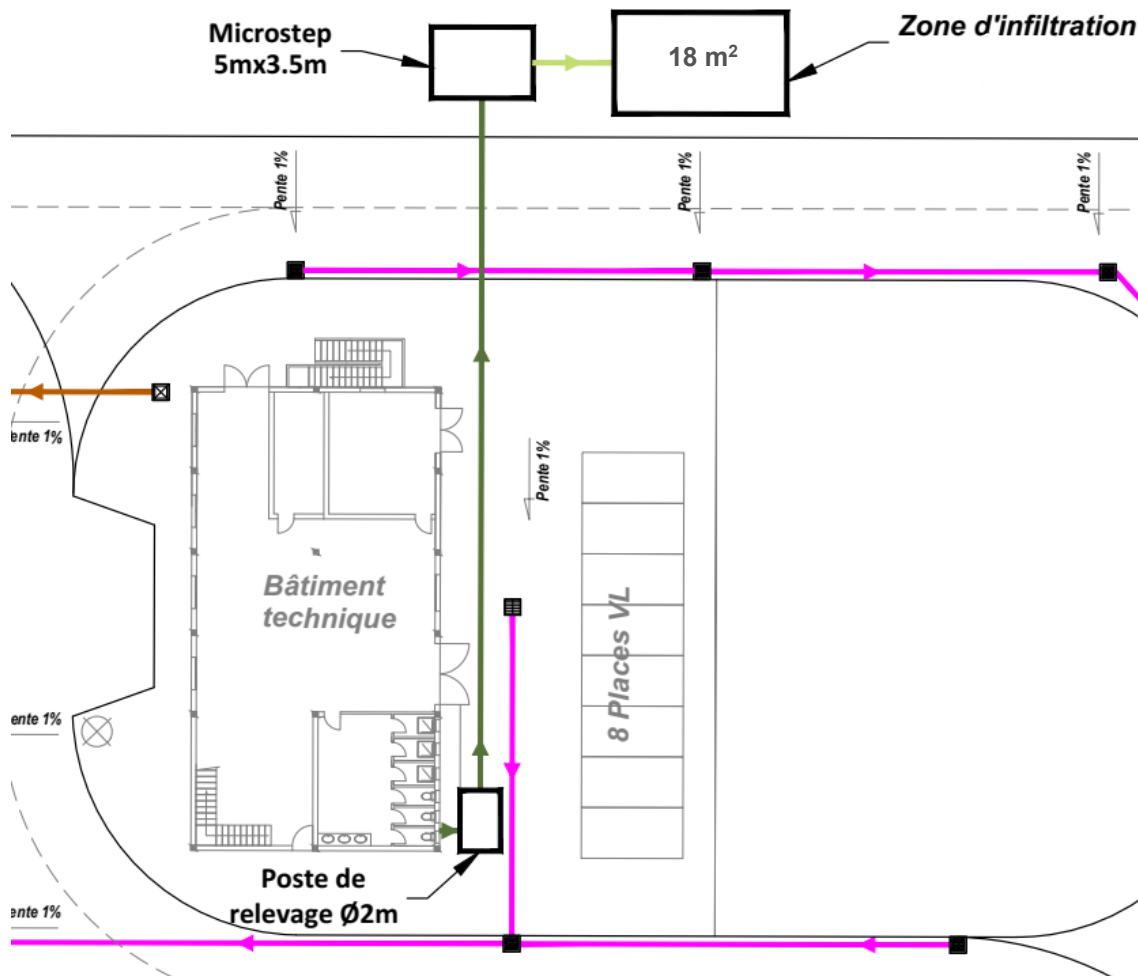 Microstep
5mx3.5m
18 m²
Zone d'infiltration
Pente 1%
Pente 1%
Pente 1%
ente 1%
Pente 1%
Bâtiment
technique
8 Places VL
ente 1%
Poste de
relevage Ø2m
ente 1%